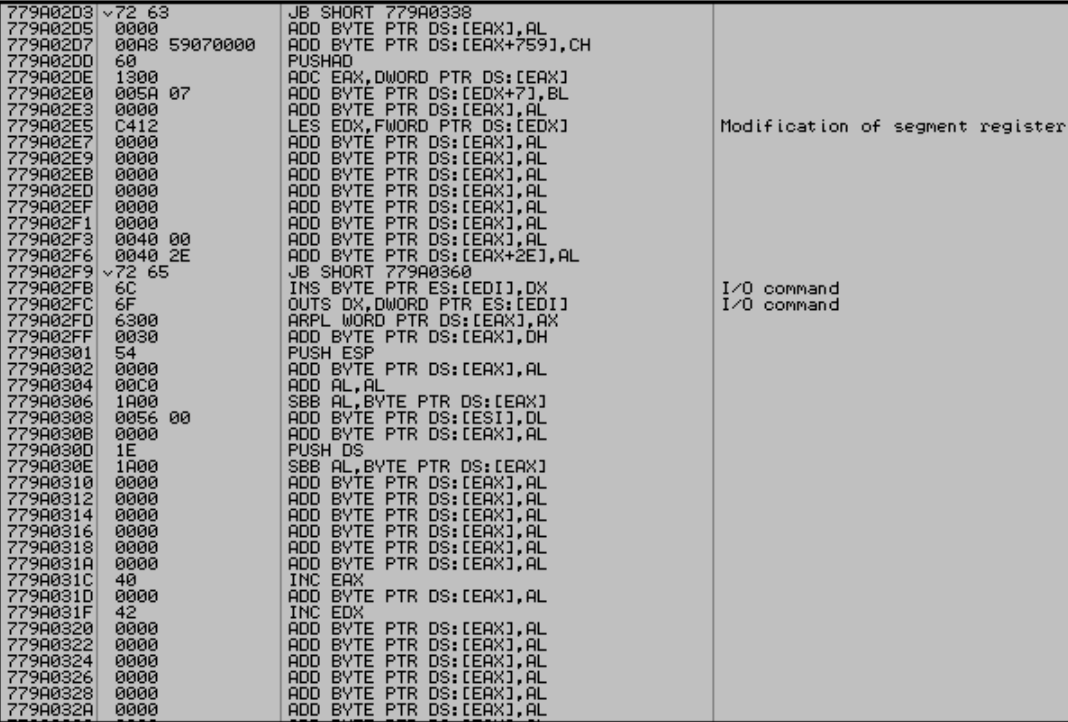 779A02D3 ⌄72 63 JB SHORT 779A0338
779A02D5 0000 ADD BYTE PTR DS:[EAX],AL
779A02D7 00A8 59070000 ADD BYTE PTR DS:[EAX+759],CH
779A02DD 60 PUSHAD
779A02DE 1300 ADC EAX,DWORD PTR DS:[EAX]
779A02E0 005A 07 ADD BYTE PTR DS:[EDX+7],BL
779A02E3 0000 ADD BYTE PTR DS:[EAX],AL
779A02E5 C412 LES EDX,FWORD PTR DS:[EDX] Modification of segment register
779A02E7 0000 ADD BYTE PTR DS:[EAX],AL
779A02E9 0000 ADD BYTE PTR DS:[EAX],AL
779A02EB 0000 ADD BYTE PTR DS:[EAX],AL
779A02ED 0000 ADD BYTE PTR DS:[EAX],AL
779A02EF 0000 ADD BYTE PTR DS:[EAX],AL
779A02F1 0000 ADD BYTE PTR DS:[EAX],AL
779A02F3 0040 00 ADD BYTE PTR DS:[EAX],AL
779A02F6 0040 2E ADD BYTE PTR DS:[EAX+2E],AL
779A02F9 ⌄72 65 JB SHORT 779A0360
779A02FB 6C INS BYTE PTR ES:[EDI],DX I/O command
779A02FC 6F OUTS DX,DWORD PTR ES:[EDI] I/O command
779A02FD 6300 ARPL WORD PTR DS:[EAX],AX
779A02FF 0030 ADD BYTE PTR DS:[EAX],DH
779A0301 54 PUSH ESP
779A0302 0000 ADD BYTE PTR DS:[EAX],AL
779A0304 00C0 ADD AL,AL
779A0306 1A00 SBB AL,BYTE PTR DS:[EAX]
779A0308 0056 00 ADD BYTE PTR DS:[ESI],DL
779A030B 0000 ADD BYTE PTR DS:[EAX],AL
779A030D 1E PUSH DS
779A030E 1A00 SBB AL,BYTE PTR DS:[EAX]
779A0310 0000 ADD BYTE PTR DS:[EAX],AL
779A0312 0000 ADD BYTE PTR DS:[EAX],AL
779A0314 0000 ADD BYTE PTR DS:[EAX],AL
779A0316 0000 ADD BYTE PTR DS:[EAX],AL
779A0318 0000 ADD BYTE PTR DS:[EAX],AL
779A031A 0000 ADD BYTE PTR DS:[EAX],AL
779A031C 40 INC EAX
779A031D 0000 ADD BYTE PTR DS:[EAX],AL
779A031F 42 INC EDX
779A0320 0000 ADD BYTE PTR DS:[EAX],AL
779A0322 0000 ADD BYTE PTR DS:[EAX],AL
779A0324 0000 ADD BYTE PTR DS:[EAX],AL
779A0326 0000 ADD BYTE PTR DS:[EAX],AL
779A0328 0000 ADD BYTE PTR DS:[EAX],AL
779A032A 0000 ADD BYTE PTR DS:[EAX],AL